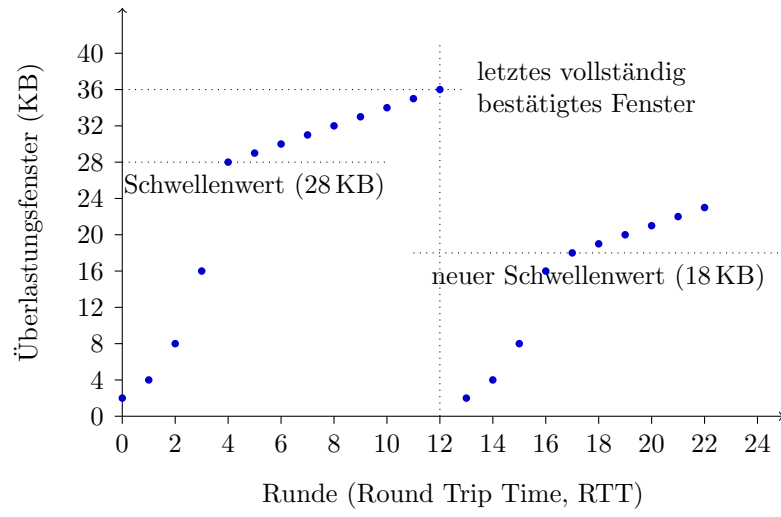 40
36
32
28
24
20
16
12
8
4
0
letztes vollständig
bestätigtes Fenster
Schwellenwert (28 KB)
neuer Schwellenwert (18 KB)
0 2 4 6 8 10 12 14 16 18 20 22 24
Runde (Round Trip Time, RTT)
Überlastungsfenster (KB)